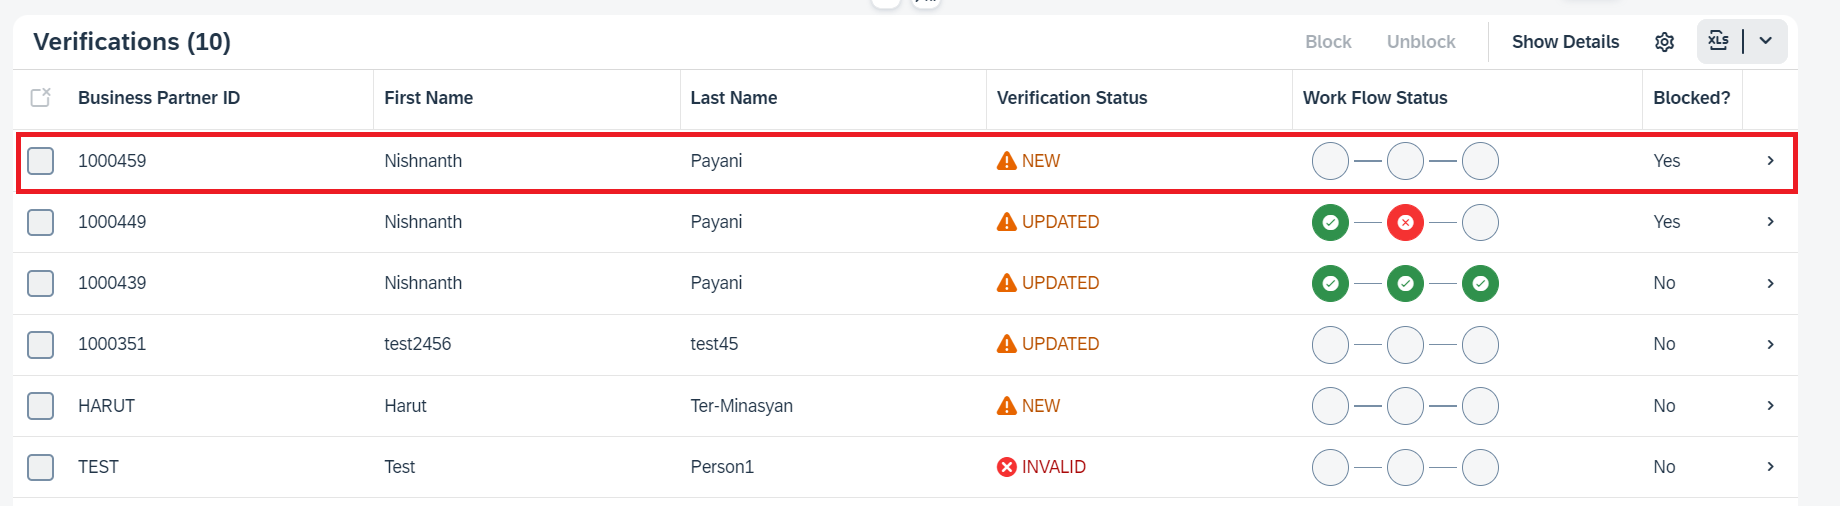 Verifications (10)
Block Unblock Show Details XLS
Business Partner ID First Name Last Name Verification Status Work Flow Status Blocked?
1000459 Nishnanth Payani NEW Yes
1000449 Nishnanth Payani UPDATED Yes
1000439 Nishnanth Payani UPDATED No
1000351 test2456 test45 UPDATED No
HARUT Harut Ter-Minasyan NEW No
TEST Test Person1 INVALID No